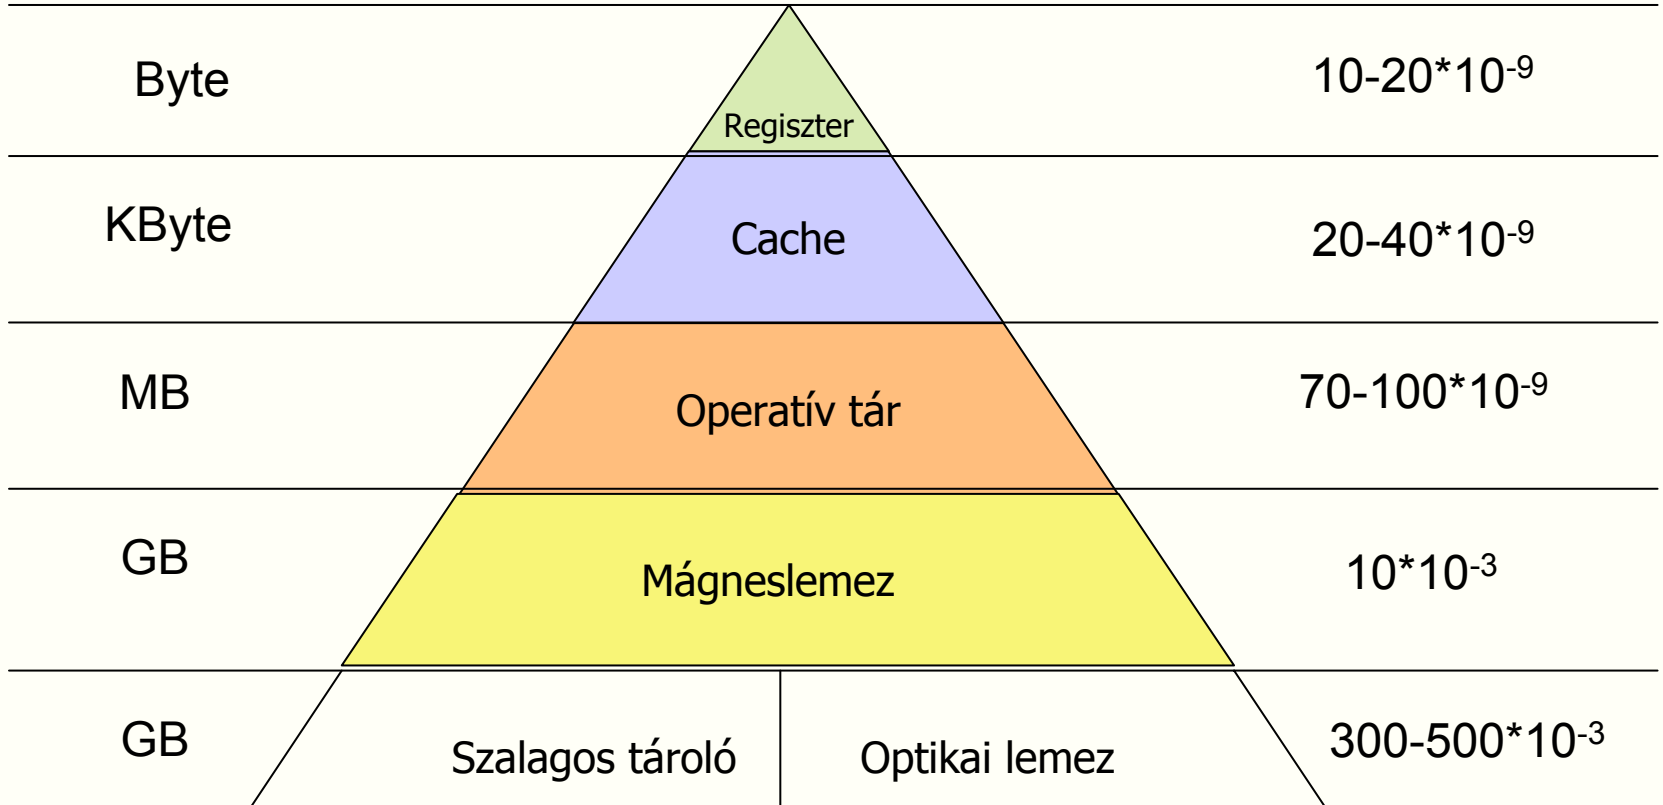 Byte
Regiszter
10-20*10⁻⁹
KByte
Cache
20-40*10⁻⁹
MB
Operatív tár
70-100*10⁻⁹
GB
Mágneslemez
10*10⁻³
GB
Szalagos tároló
Optikai lemez
300-500*10⁻³